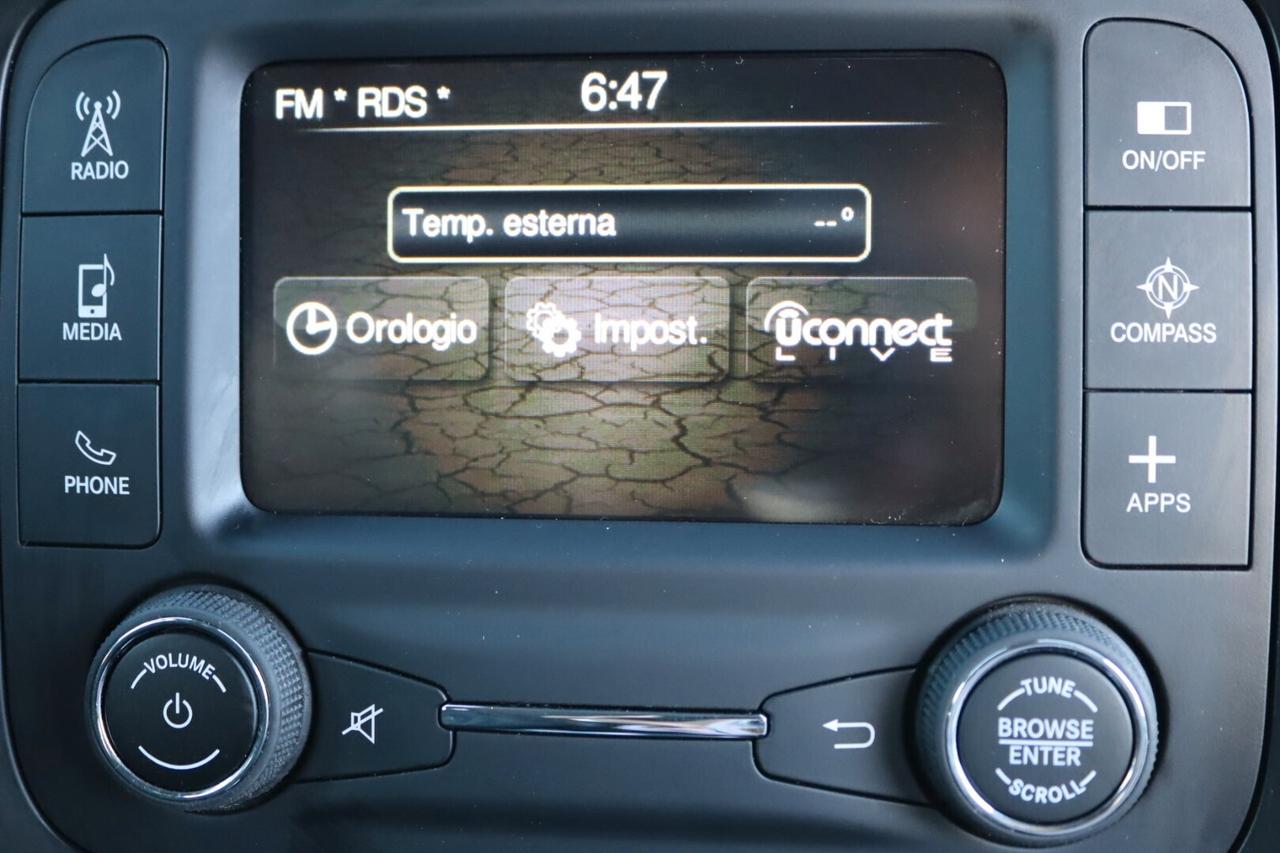 FM * RDS *
6:47
Temp. esterna --°
Orologio
Impost.
Uconnect
LIVE
RADIO
MEDIA
PHONE
ON/OFF
N
COMPASS
APPS
VOLUME
TUNE
BROWSE
ENTER
SCROLL